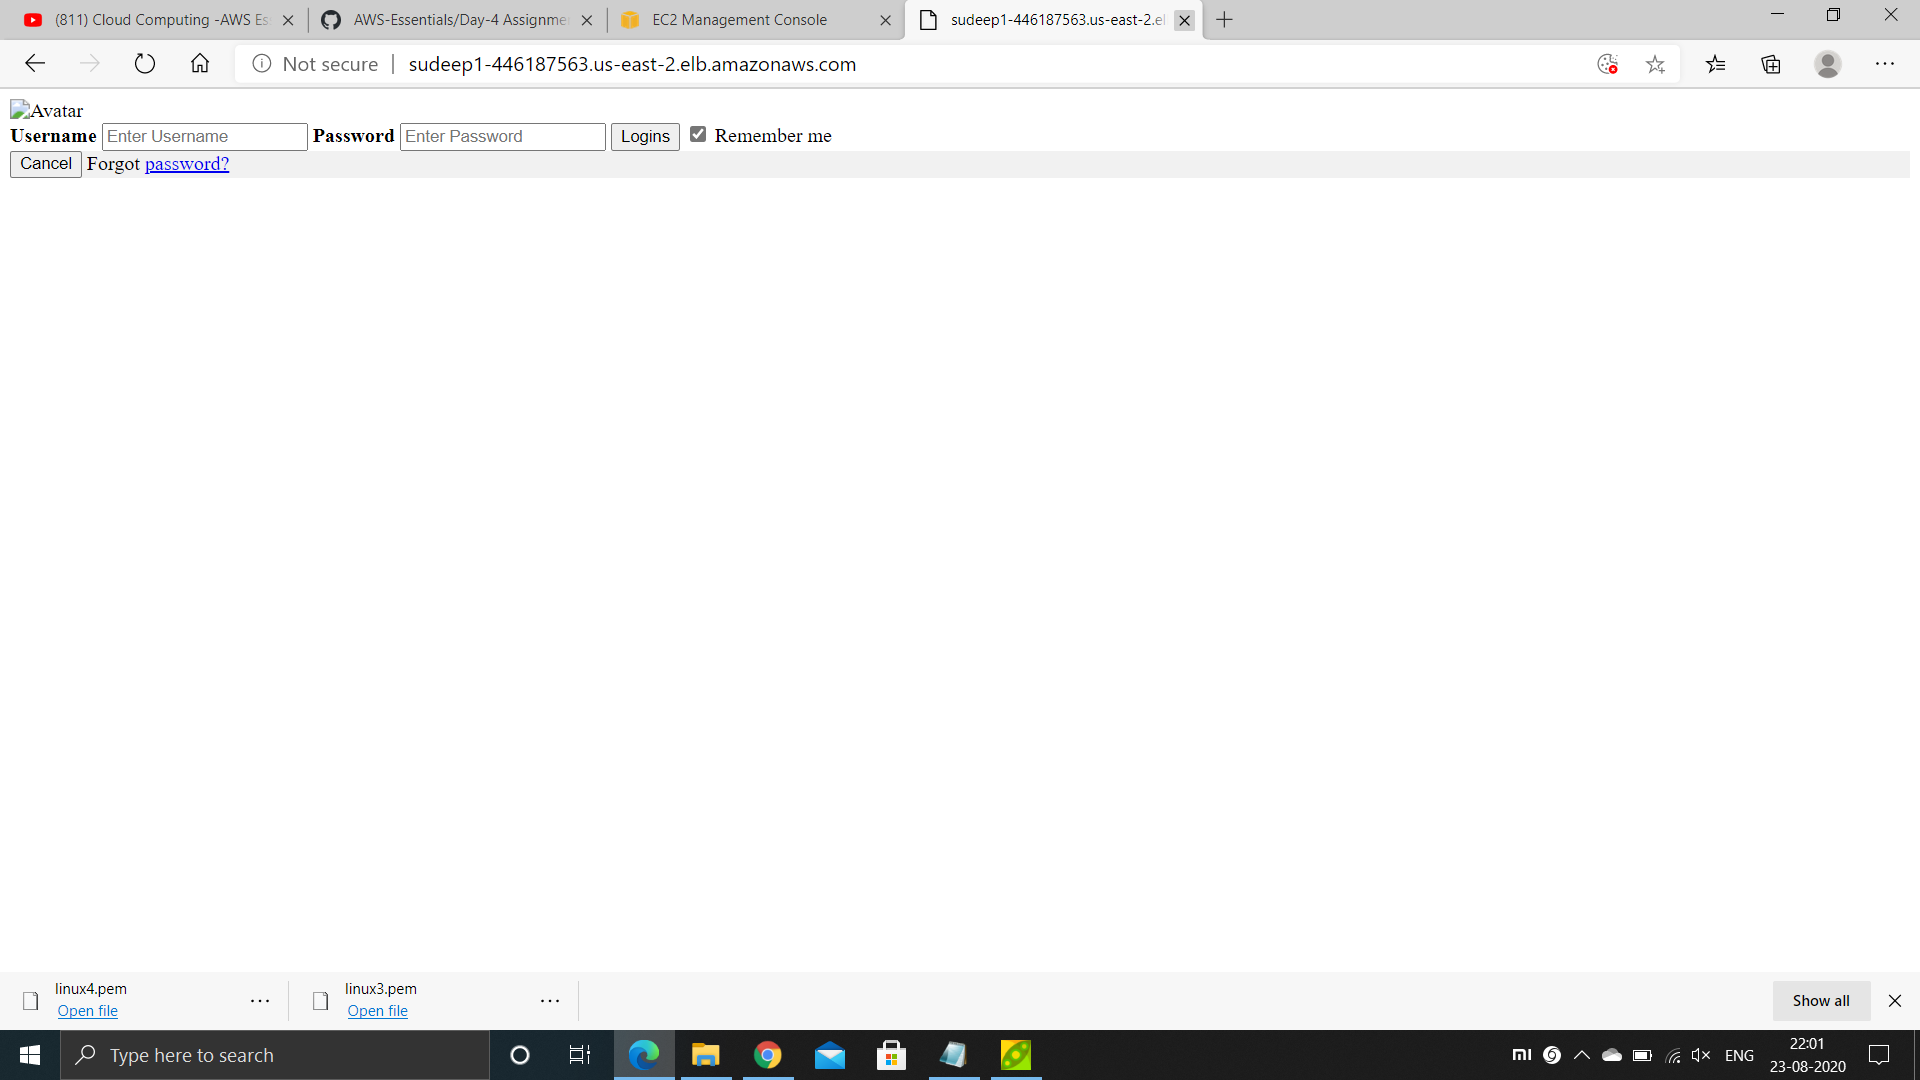 (811) Cloud Computing -AWS Es
AWS-Essentials/Day-4 Assignme
EC2 Management Console
sudeep1-446187563.us-east-2.el
Not secure | sudeep1-446187563.us-east-2.elb.amazonaws.com
Avatar
Username Enter Username Password Enter Password Logins Remember me
Cancel Forgot password?
linux4.pem
Open file
linux3.pem
Open file
Show all
Type here to search
ENG
22:01
23-08-2020